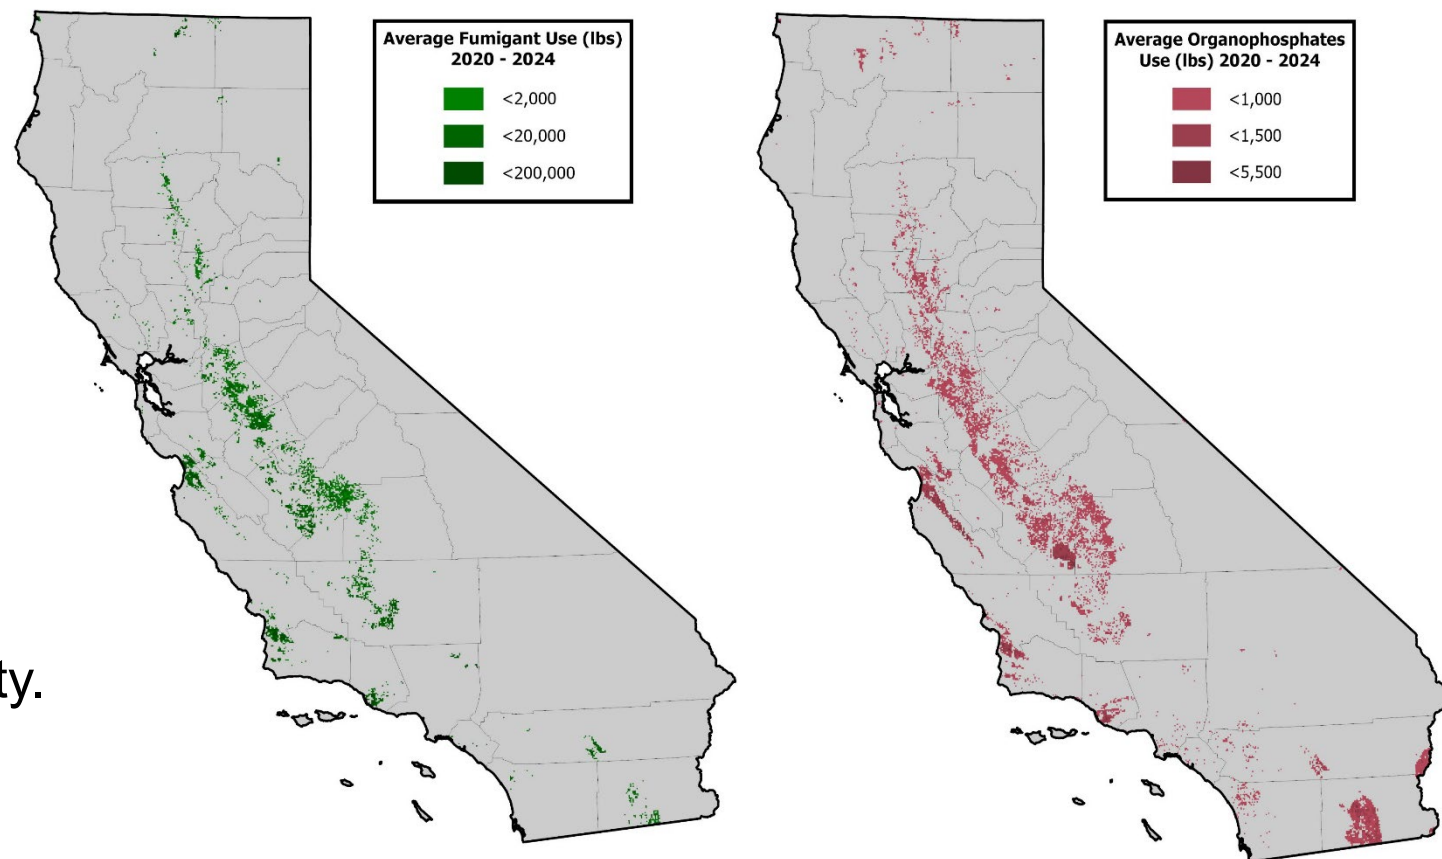 Average Fumigant Use (lbs)
2020 - 2024
<2,000
<20,000
<200,000
Average Organophosphates
Use (lbs) 2020 - 2024
<1,000
<1,500
<5,500
ty.